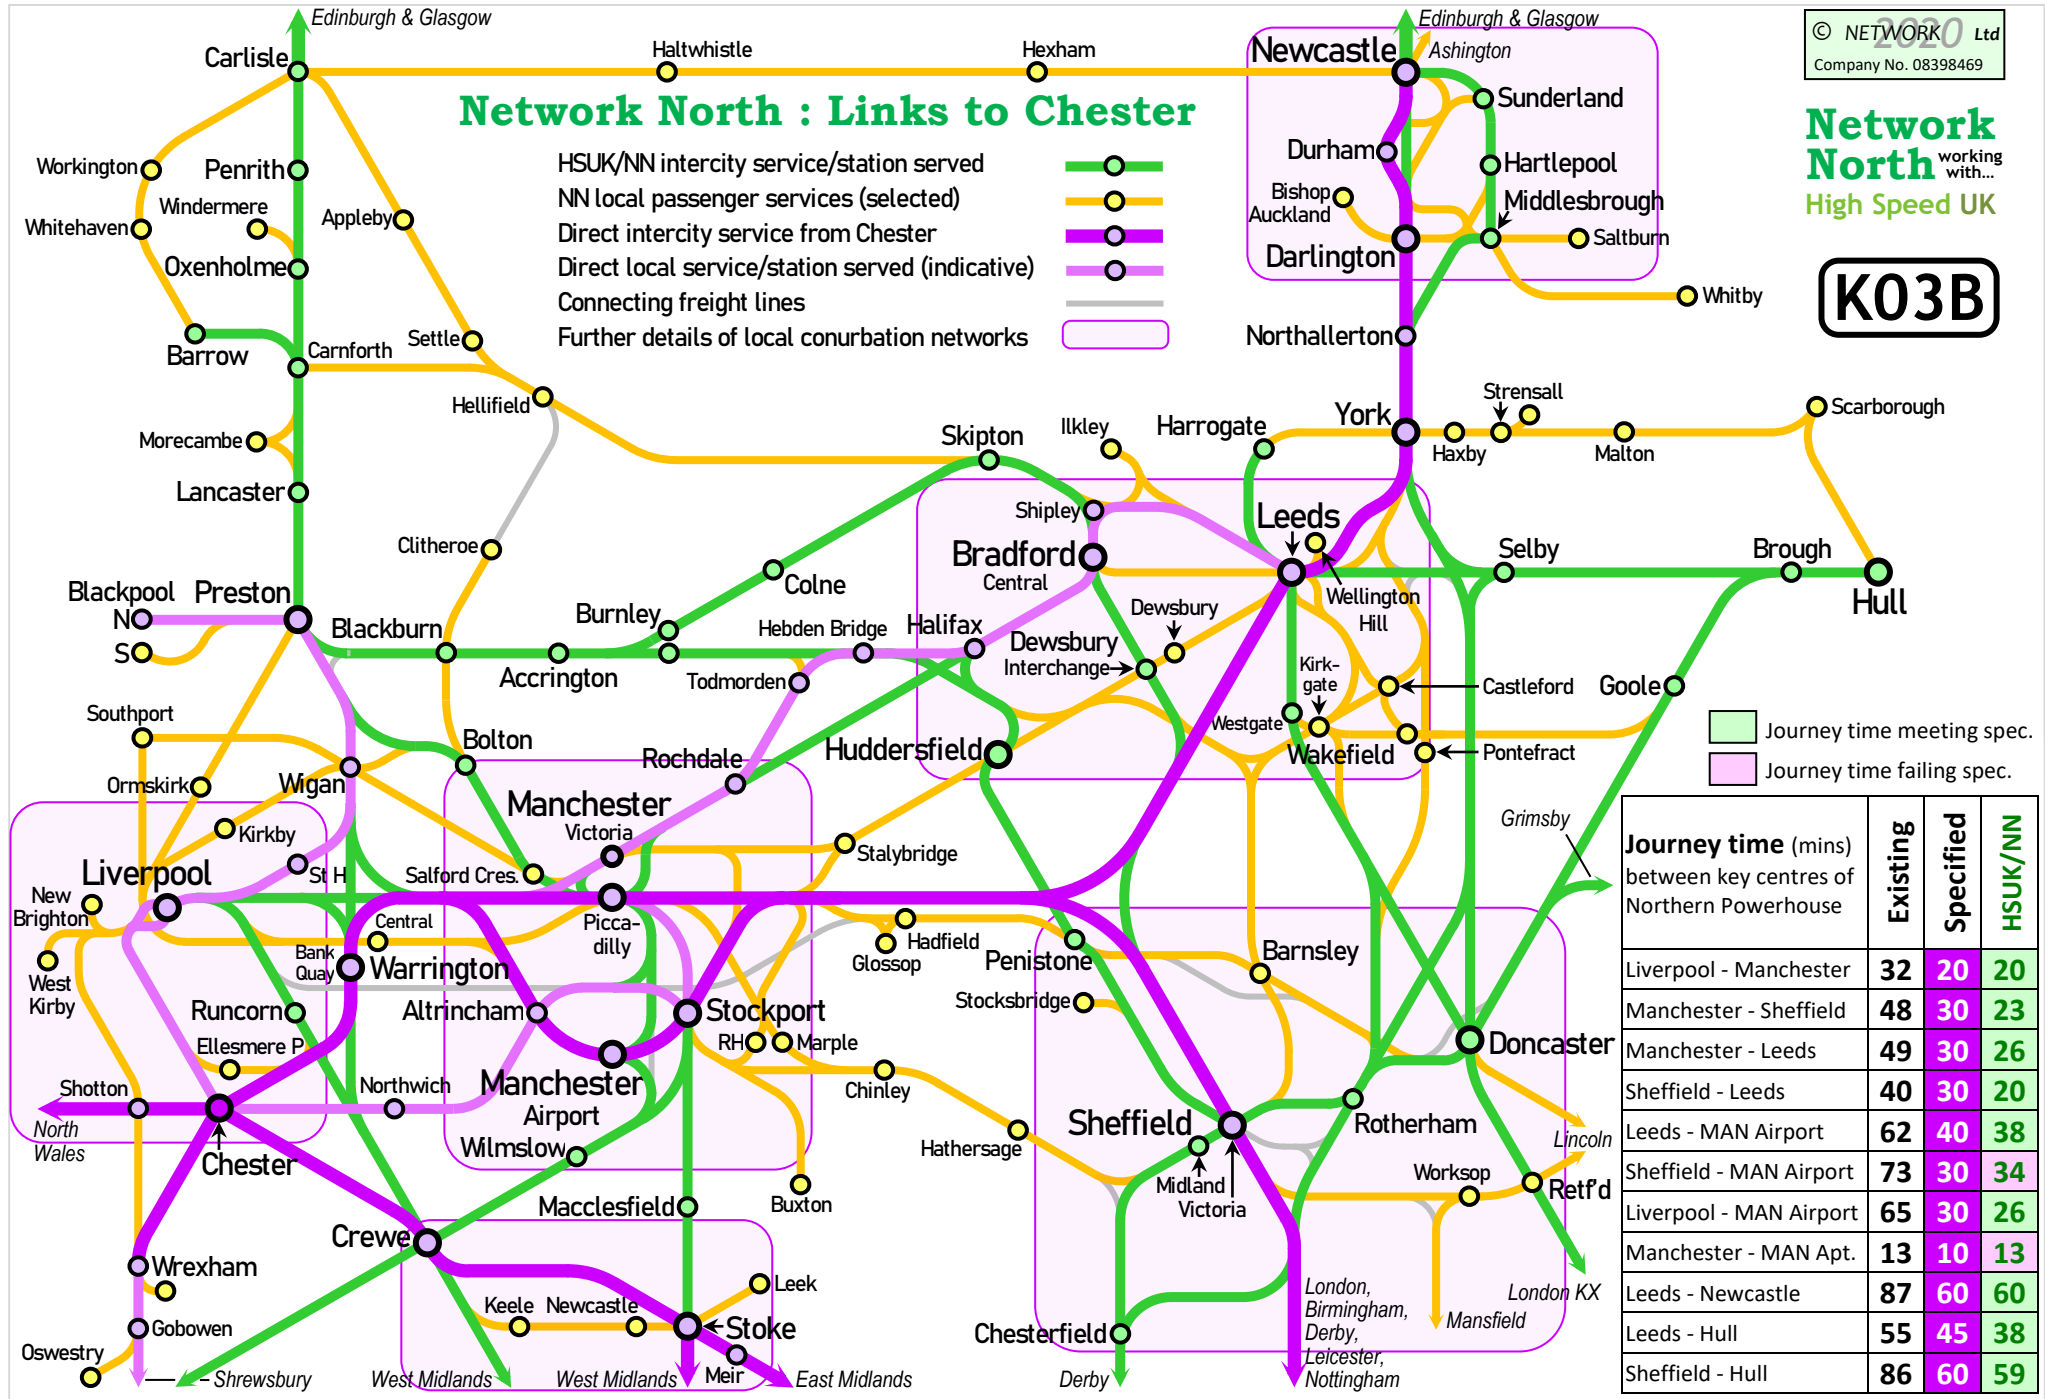 Edinburgh & Glasgow
Edinburgh & Glasgow
© NETWORK 2020 Ltd
Company No. 08398469
Carlisle
Haltwhistle
Hexham
Newcastle
Ashington
Network North : Links to Chester
Sunderland
Network
North working
with...
High Speed UK
Workington
Penrith
HSUK/NN intercity service/station served
Durham
Hartlepool
Windermere
NN local passenger services (selected)
Bishop
Auckland
Middlesbrough
Whitehaven
Appleby
Direct intercity service from Chester
Saltburn
Oxenholme
Direct local service/station served (indicative)
Darlington
Connecting freight lines
Whitby
K03B
Further details of local conurbation networks
Barrow
Carnforth
Settle
Northallerton
Hellifield
Strensall
Scarborough
Morecambe
Skipton
Ilkley
Harrogate
York
Haxby
Malton
Lancaster
Shipley
Leeds
Clitheroe
Bradford
Central
Selby
Brough
Blackpool
N
S
Preston
Colne
Wellington
Hill
Hull
Blackburn
Burnley
Hebden Bridge
Halifax
Dewsbury
Dewsbury
Interchange
Accrington
Todmorden
Kirk-
gate
Castleford
Goole
Southport
Bolton
Westgate
Huddersfield
Wakefield
Pontefract
Journey time meeting spec.
Journey time failing spec.
Ormskirk
Wigan
Rochdale
Manchester
Victoria
Kirkby
Grimsby
Stalybridge
Liverpool
St H
Salford Cres.
New
Brighton
Central
Picca-
dilly
Hadfield
Glossop
Barnsley
West
Kirby
Bank
Quay
Warrington
Penistone
Stocksbridge
Runcorn
Altrincham
Stockport
RH
Marple
Doncaster
Ellesmere P
Shotton
Northwich
Manchester
Airport
Chinley
North
Wales
Chester
Wilmslow
Hathersage
Sheffield
Rotherham
Lincoln
Midland
Victoria
Worksop
Retf'd
Macclesfield
Buxton
Crewe
Wrexham
Leek
London KX
Keele
Newcastle
Stoke
Mansfield
Gobowen
Chesterfield
London,
Birmingham,
Derby,
Leicester,
Nottingham
Oswestry
Shrewsbury
West Midlands
West Midlands
Meir
East Midlands
Derby
Journey time (mins)
between key centres of
Northern Powerhouse
Existing
Specified
HSUK/NN
Liverpool - Manchester 32 20 20
Manchester - Sheffield 48 30 23
Manchester - Leeds 49 30 26
Sheffield - Leeds 40 30 20
Leeds - MAN Airport 62 40 38
Sheffield - MAN Airport 73 30 34
Liverpool - MAN Airport 65 30 26
Manchester - MAN Apt. 13 10 13
Leeds - Newcastle 87 60 60
Leeds - Hull 55 45 38
Sheffield - Hull 86 60 59